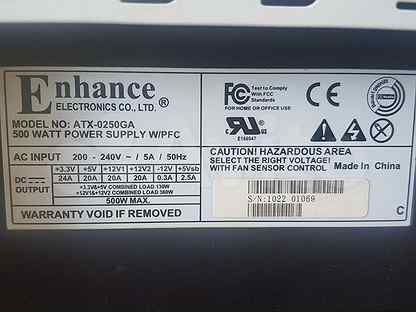 Enhance®
ELECTRONICS CO., LTD.
MODEL NO: ATX-0250GA
500 WATT POWER SUPPLY W/PFC
FC Test to Comply
With FCC
Standards
FOR HOME OR OFFICE USE
E166947
AC INPUT 200 - 240V~ / 5A / 50Hz
DC OUTPUT
+3.3V +5V +12V1 +12V2 -12V +5Vsb
24A 20A 20A 20A 0.3A 2.5A
+3.3V&+5V COMBINED LOAD 130W
+12V1&+12V2 COMBINED LOAD 360W
500W MAX.
WARRANTY VOID IF REMOVED
CAUTION! HAZARDOUS AREA
SELECT THE RIGHT VOLTAGE!
WITH FAN SENSOR CONTROL
Made In China
S/N:1022 01069
C